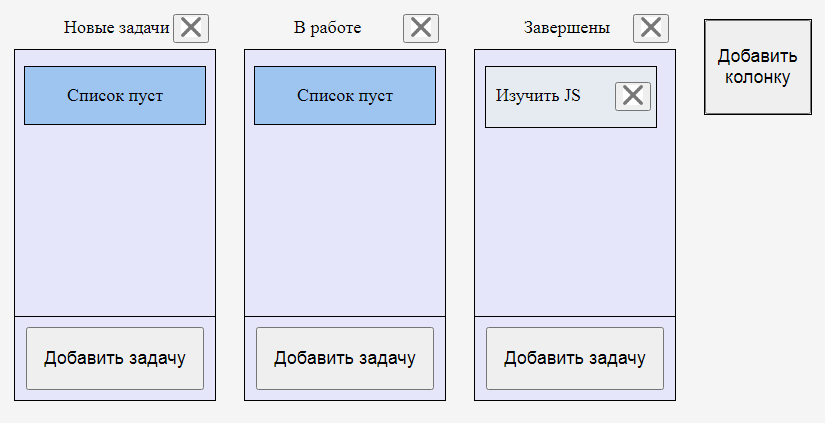 Новые задачи
В работе
Завершены
Добавить
колонку
Список пуст
Список пуст
Изучить JS
Добавить задачу
Добавить задачу
Добавить задачу